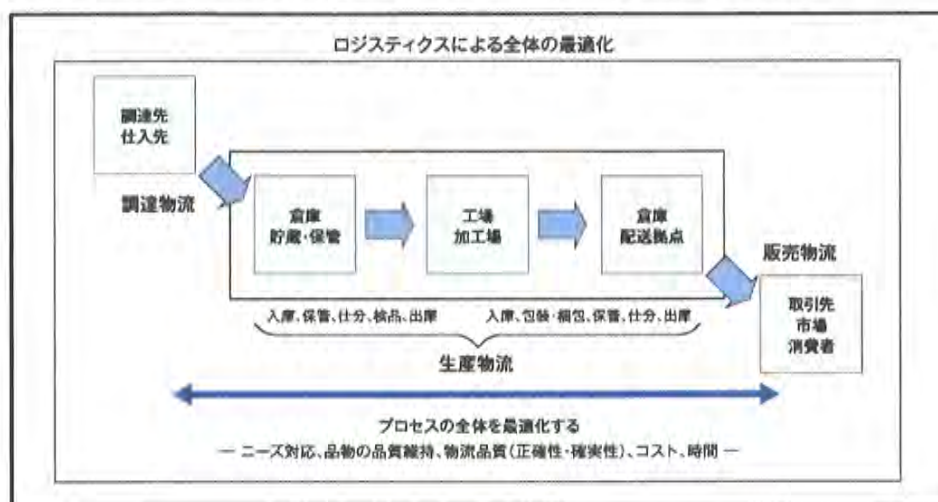 ロジスティクスによる全体の最適化
調達先
仕入先
調達物流
倉庫
貯蔵・保管
工場
加工場
倉庫
配送拠点
販売物流
取引先
市場
消費者
入庫、保管、仕分、検品、出庫
入庫、包装・梱包、保管、仕分、出庫
生産物流
プロセスの全体を最適化する
― ニーズ対応、品物の品質維持、物流品質(正確性・確実性)、コスト、時間 ―